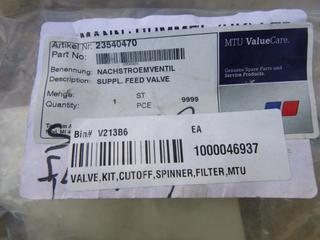 Artikel Nr. 23540470
Part No.
Benennung: NACHSTROEMVENTIL
Description: SUPPL. FEED VALVE
Menge: 1 ST
Quantity: PCE 9999
MTU ValueCare.
Genuine Spare Parts and
Service Products.
Bin# V213B6 EA
1000046937
VALVE,KIT,CUTOFF,SPINNER,FILTER,MTU